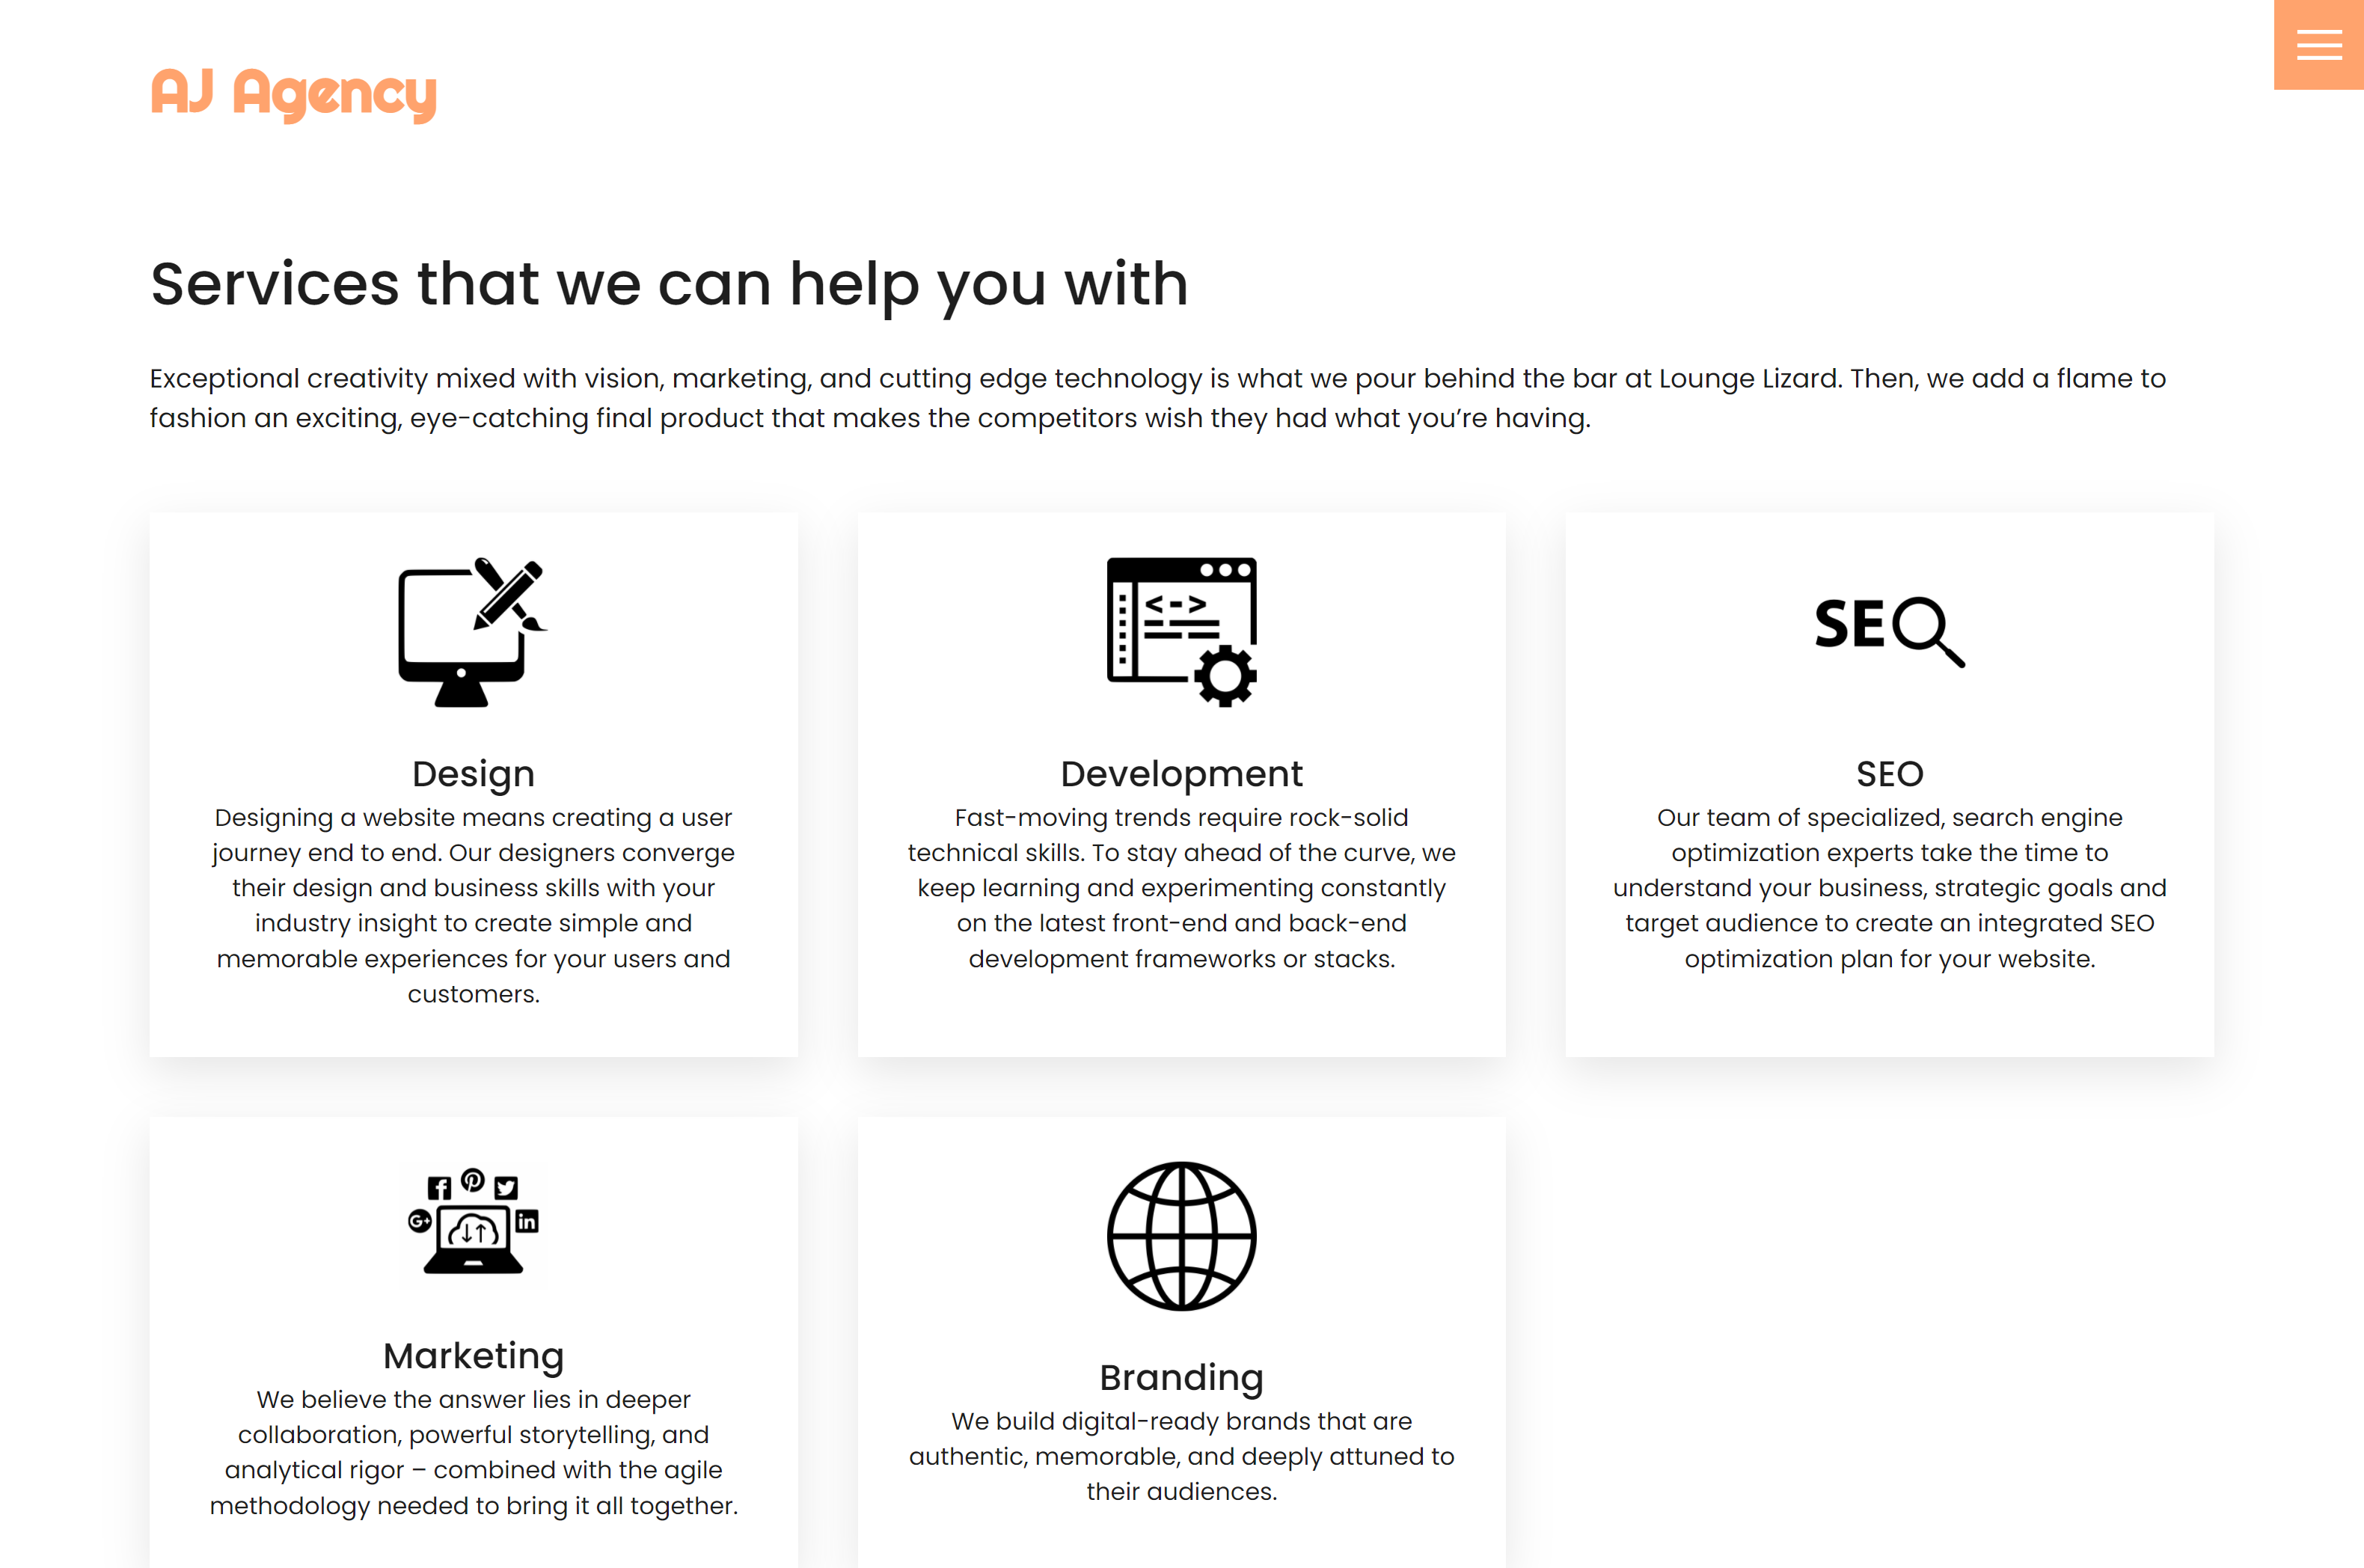 AJ Agency
Services that we can help you with
Exceptional creativity mixed with vision, marketing, and cutting edge technology is what we pour behind the bar at Lounge Lizard. Then, we add a flame to
fashion an exciting, eye-catching final product that makes the competitors wish they had what you’re having.
Design
Designing a website means creating a user
journey end to end. Our designers converge
their design and business skills with your
industry insight to create simple and
memorable experiences for your users and
customers.
<->
Development
Fast-moving trends require rock-solid
technical skills. To stay ahead of the curve, we
keep learning and experimenting constantly
on the latest front-end and back-end
development frameworks or stacks.
SEO
SEO
Our team of specialized, search engine
optimization experts take the time to
understand your business, strategic goals and
target audience to create an integrated SEO
optimization plan for your website.
f
G+
in
Marketing
We believe the answer lies in deeper
collaboration, powerful storytelling, and
analytical rigor – combined with the agile
methodology needed to bring it all together.
Branding
We build digital-ready brands that are
authentic, memorable, and deeply attuned to
their audiences.